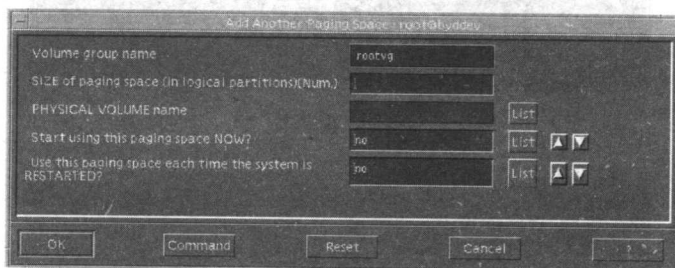 Add Another Paging Space : root@byddev
Volume group name rootvg
SIZE of paging space (in logical partitions)(Num.)
PHYSICAL VOLUME name List
Start using this paging space NOW? no List
Use this paging space each time the system is
RESTARTED? no List
OK Command Reset Cancel ?